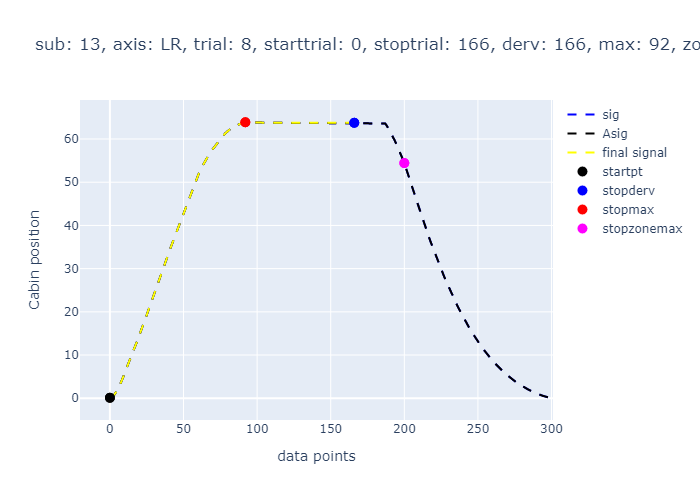 sub: 13, axis: LR, trial: 8, starttrial: 0, stoptrial: 166, derv: 166, max: 92, zo
sig
Asig
final signal
startpt
stopderv
stopmax
stopzonemax
Cabin position
60
50
40
30
20
10
0
0 50 100 150 200 250 300
data points